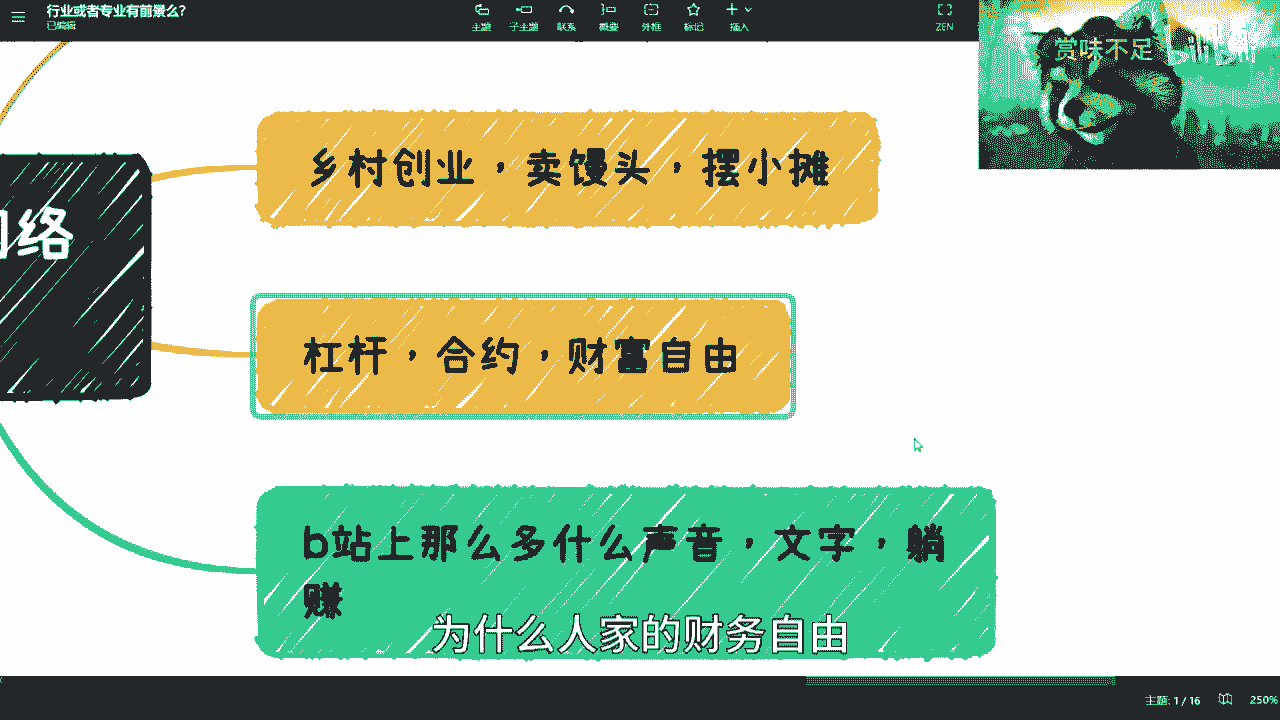 行业或者专业有前景么？
已编辑
主题 子主题 联系 概要 外框 标记 插入 ZEN
赏味不足
络
乡村创业，卖馒头，摆小摊
杠杆，合约，财富自由
b站上那么多什么声音，文字，躺
赚
为什么人家的财务自由
主题: 1 / 16 250%